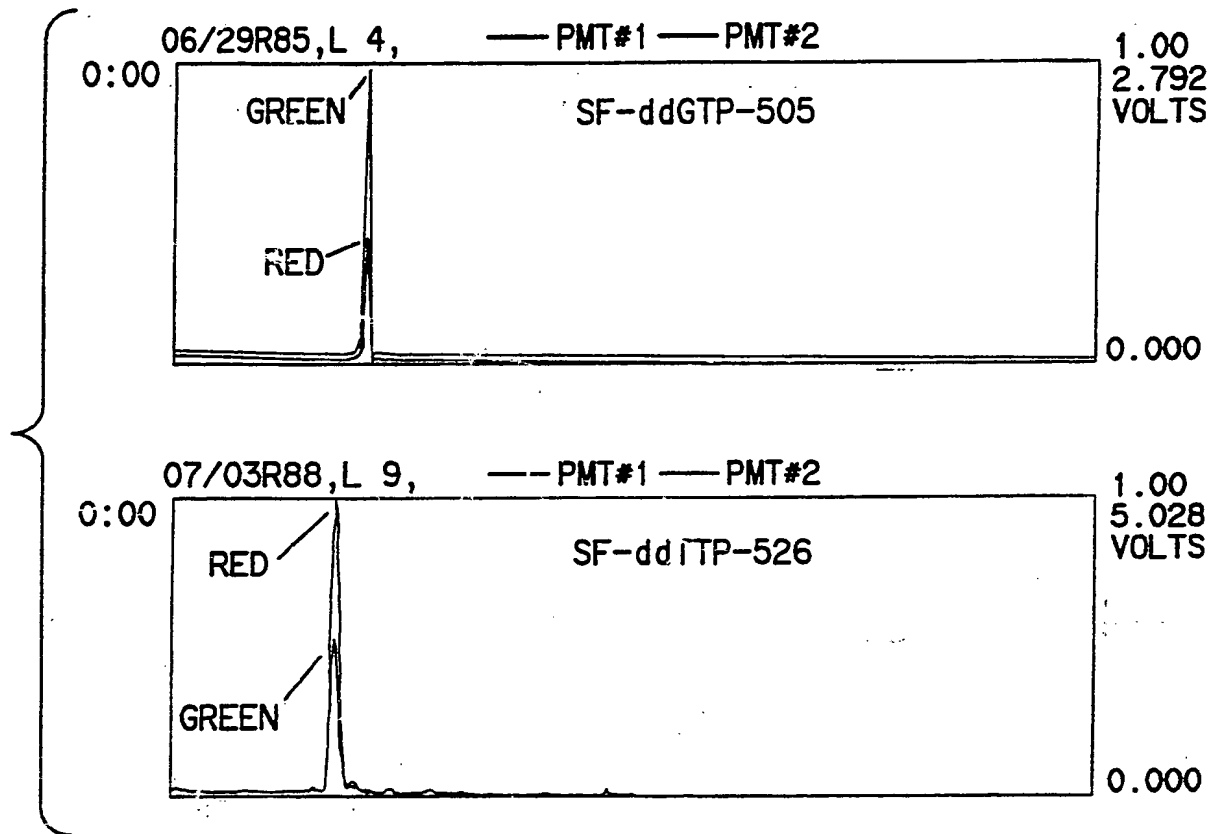 06/29R85,L 4, PMT#1 PMT#2
0:00
1.00
2.792
VOLTS
GREEN
SF-ddGTP-505
RED
0.000
07/03R88,L 9, PMT#1 PMT#2
0:00
1.00
5.028
VOLTS
RED
SF-ddiTP-526
GREEN
0.000